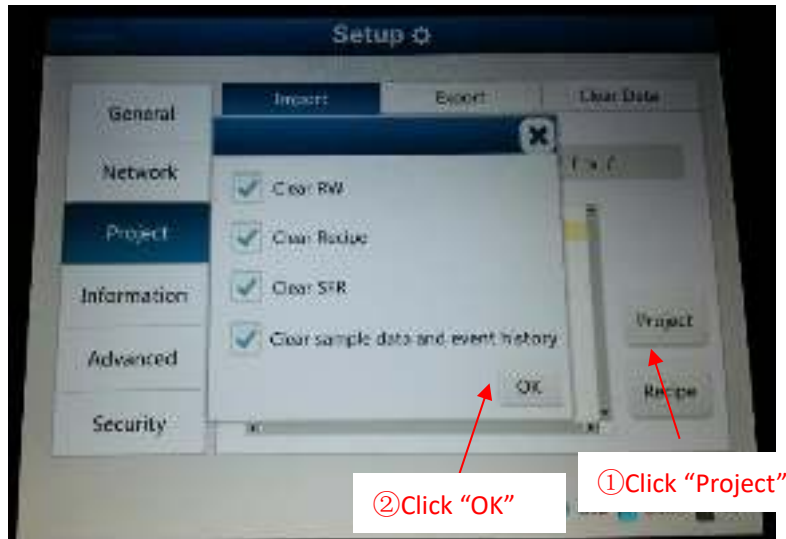 Setup
General
Import
Export
Clear Data
Network
Clear RW
Project
Clear Recipe
Information
Clear SFR
Project
Clear sample data and event history
Advanced
OK
Recipe
Security
①Click “Project”
②Click “OK”